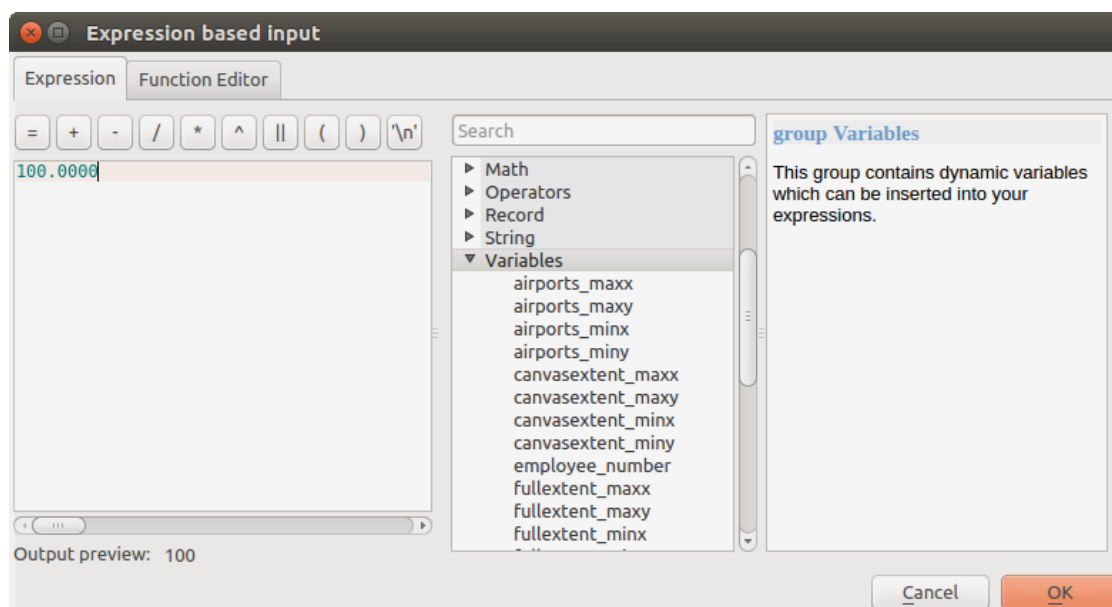 Expression based input
Expression
Function Editor
= + - / * ^ || ( ) '\n'
100.0000
Output preview: 100
Search
Math
Operators
Record
String
Variables
airports_maxx
airports_maxy
airports_minx
airports_miny
canvasextent_maxx
canvasextent_maxy
canvasextent_minx
canvasextent_miny
employee_number
fullextent_maxx
fullextent_maxy
fullextent_minx
group Variables
This group contains dynamic variables
which can be inserted into your
expressions.
Cancel
OK